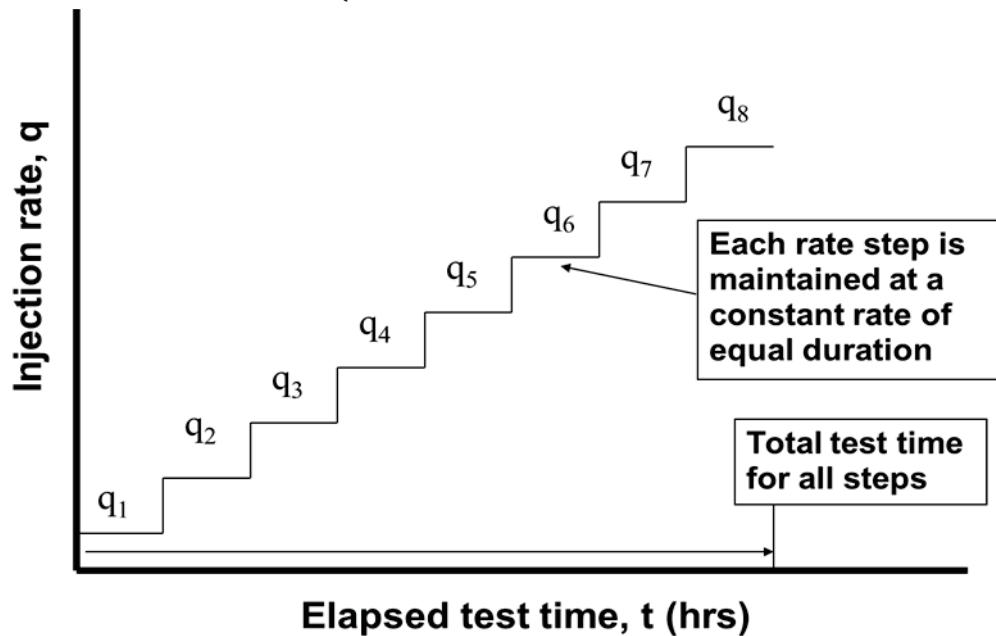 q8
q7
q6
q5
q4
q3
q2
q1
Injection rate, q
Each rate step is
maintained at a
constant rate of
equal duration
Total test time
for all steps
Elapsed test time, t (hrs)